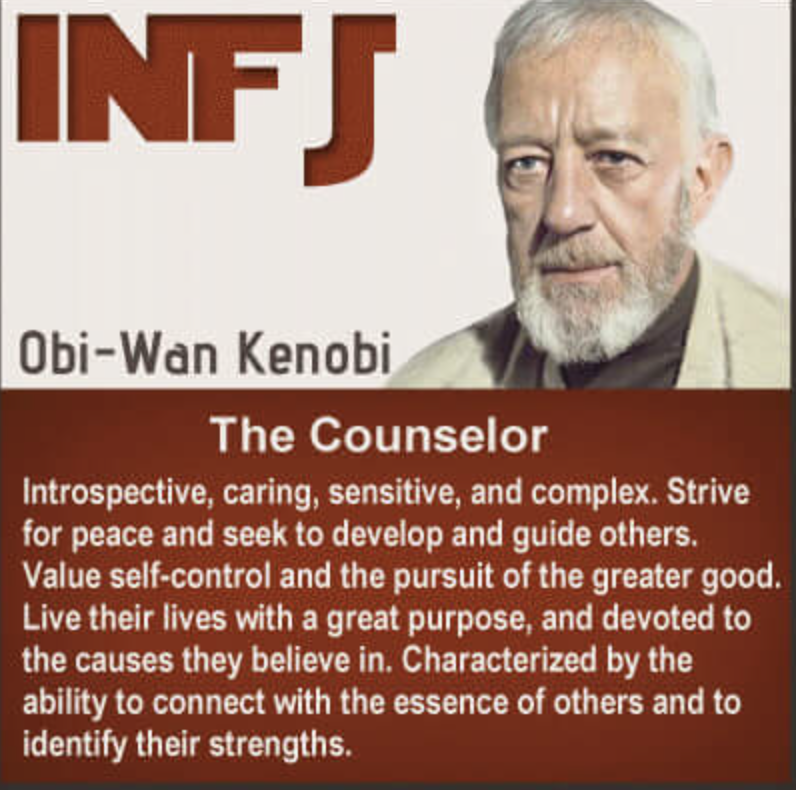 INFJ
Obi-Wan Kenobi
The Counselor
Introspective, caring, sensitive, and complex. Strive
for peace and seek to develop and guide others.
Value self-control and the pursuit of the greater good.
Live their lives with a great purpose, and devoted to
the causes they believe in. Characterized by the
ability to connect with the essence of others and to
identify their strengths.